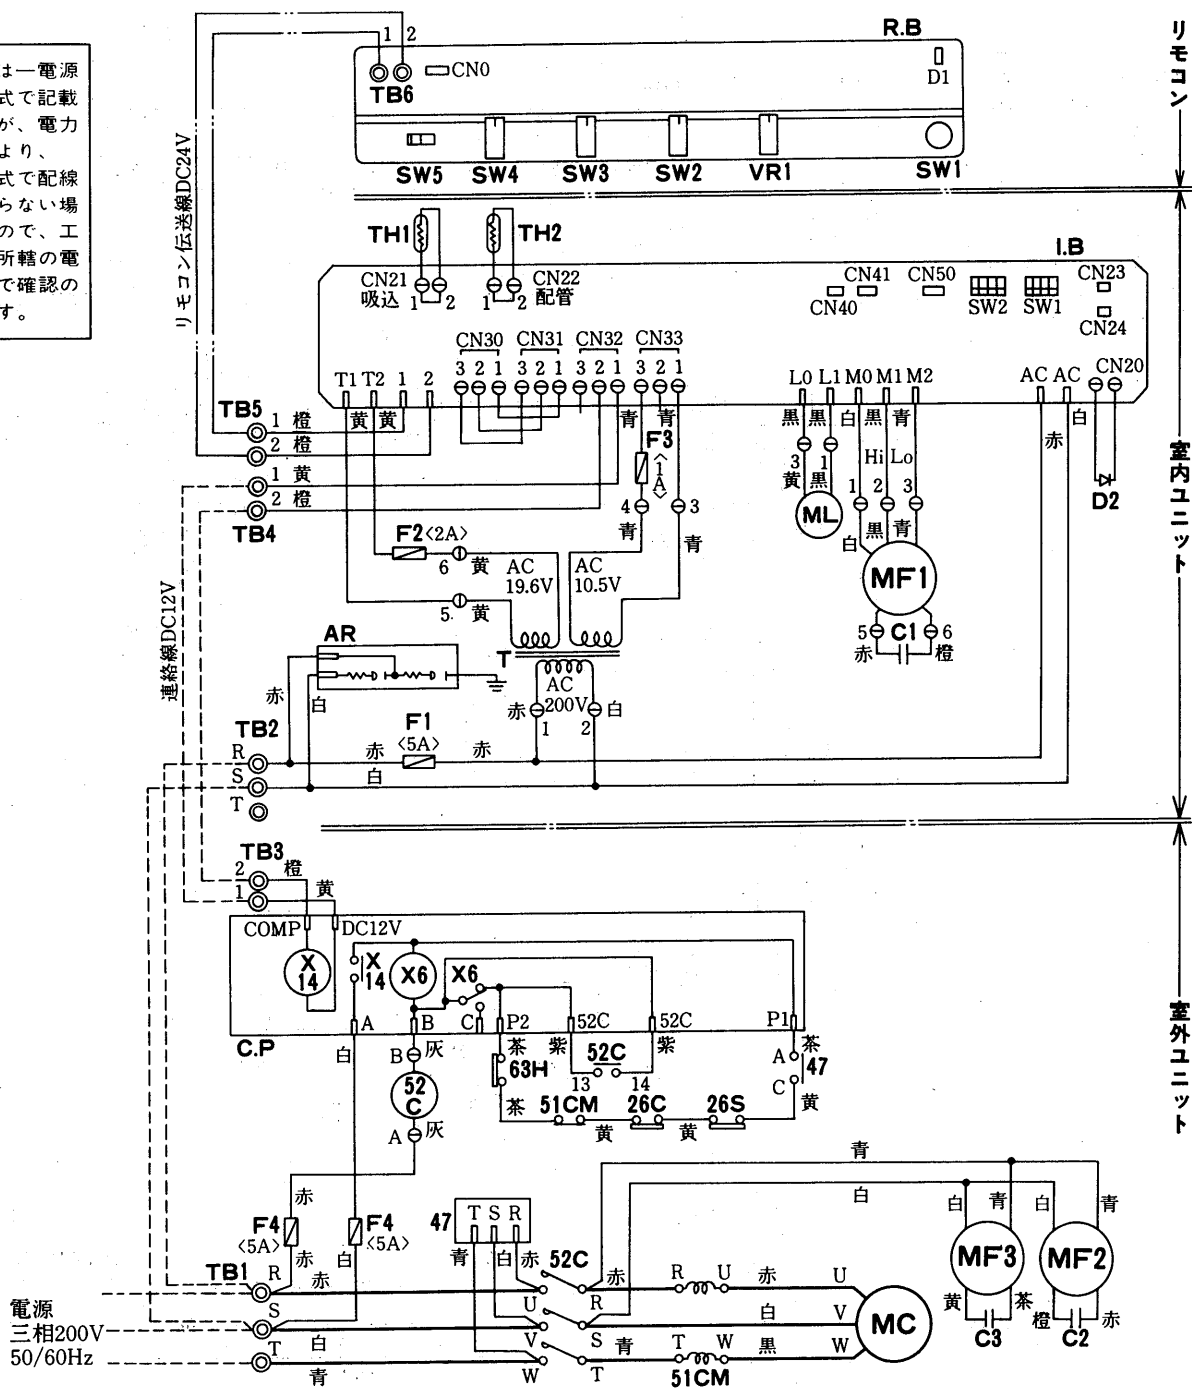 1 2
R.B
CN0
D1
TB6
SW5 SW4 SW3 SW2 VR1 SW1
リモコン
は一電源
式で記載
が、電力
より、
式で配線
らない場
ので、工
所轄の電
で確認の
す。
リモコン伝送線DC24V
TH1 TH2
I.B
CN21 CN22
吸込 1 2 1 2 配管
CN41 CN50 CN23
CN40 SW2 SW1
CN24
CN30 CN31 CN32 CN33
3 2 1 3 2 1 3 2 1 3 2 1
T1 T2 1 2
L0 L1 M0 M1 M2 AC AC CN20
TB5
1 橙 黄 黄 青 青 黒 黒 白 黒 青 赤 白
2 橙
F3
〈1A〉
1 黄
2 橙
TB4
3 1 Hi Lo
黄 黒 1 2 3
ML
D2
室内ユニット
4 3
F2〈2A〉
青 白 黒 青
6 黄 AC 19.6V AC 10.5V 青
MF1
5 黄
5 C1 6
赤 橙
連絡線DC12V
AR
T
赤 白
AC 200V
赤 白
1 2
TB2
F1
R 赤 〈5A〉 赤
S 白
T
TB3
2 橙
1 黄
COMP DC12V
X14 X14 X6 X6
A B C P2 52C 52C P1
C.P
白 B 灰 茶 紫 52C 紫 A 茶
63H 13 14 47
C
52C
茶 51CM 26C 26S 黄
黄 黄
A 灰
室外ユニット
青
白
赤
47 T S R
白 青 白 青
F4 F4
〈5A〉 〈5A〉
青 白 赤 52C
MF3 MF2
赤 白
TB1
R 赤 赤 R U 赤 U
U R
黄 茶 橙 赤
C3 C2
電源
三相200V
50/60Hz
S 白 白 V
V S
MC
T 青 青 T W 黒 W
W T
51CM